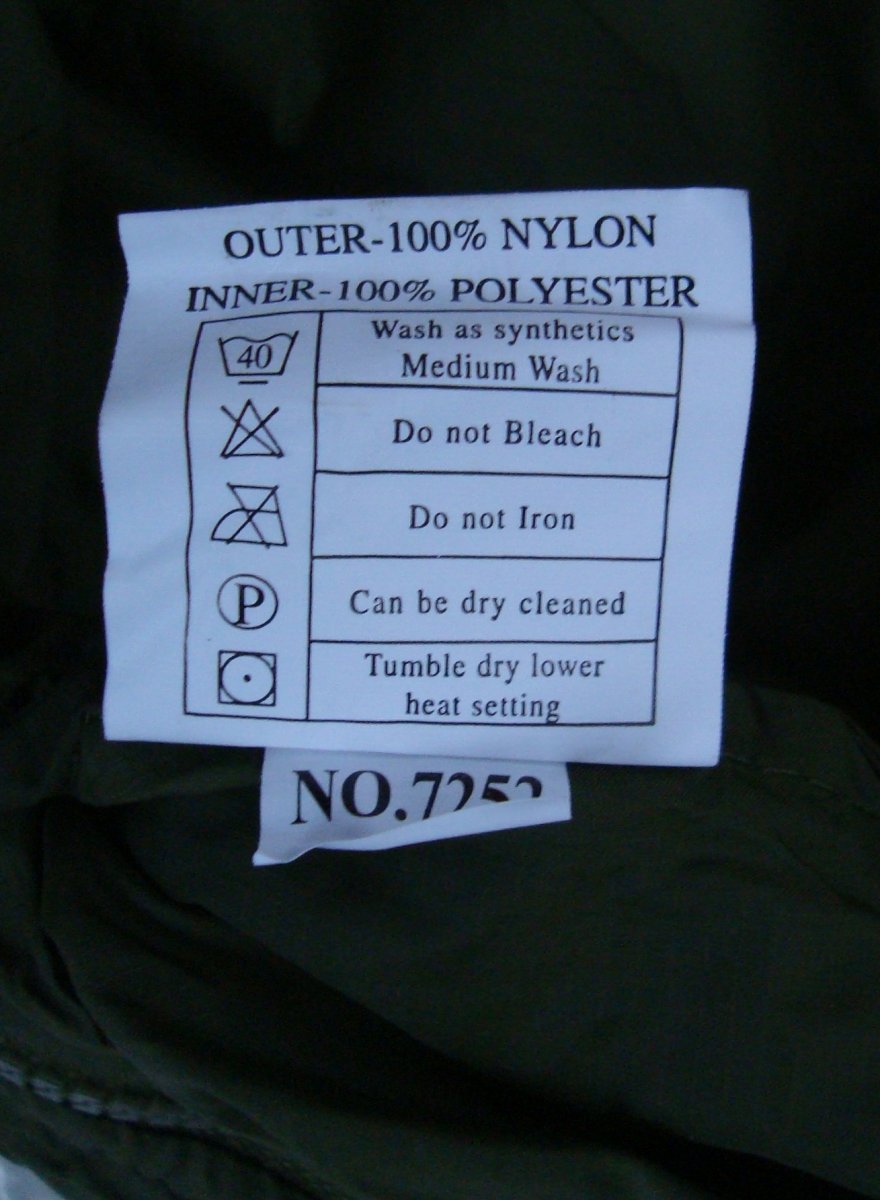 OUTER-100% NYLON
INNER-100% POLYESTER
40
Wash as synthetics
Medium Wash
Do not Bleach
Do not Iron
P
Can be dry cleaned
Tumble dry lower
heat setting
NO.7252